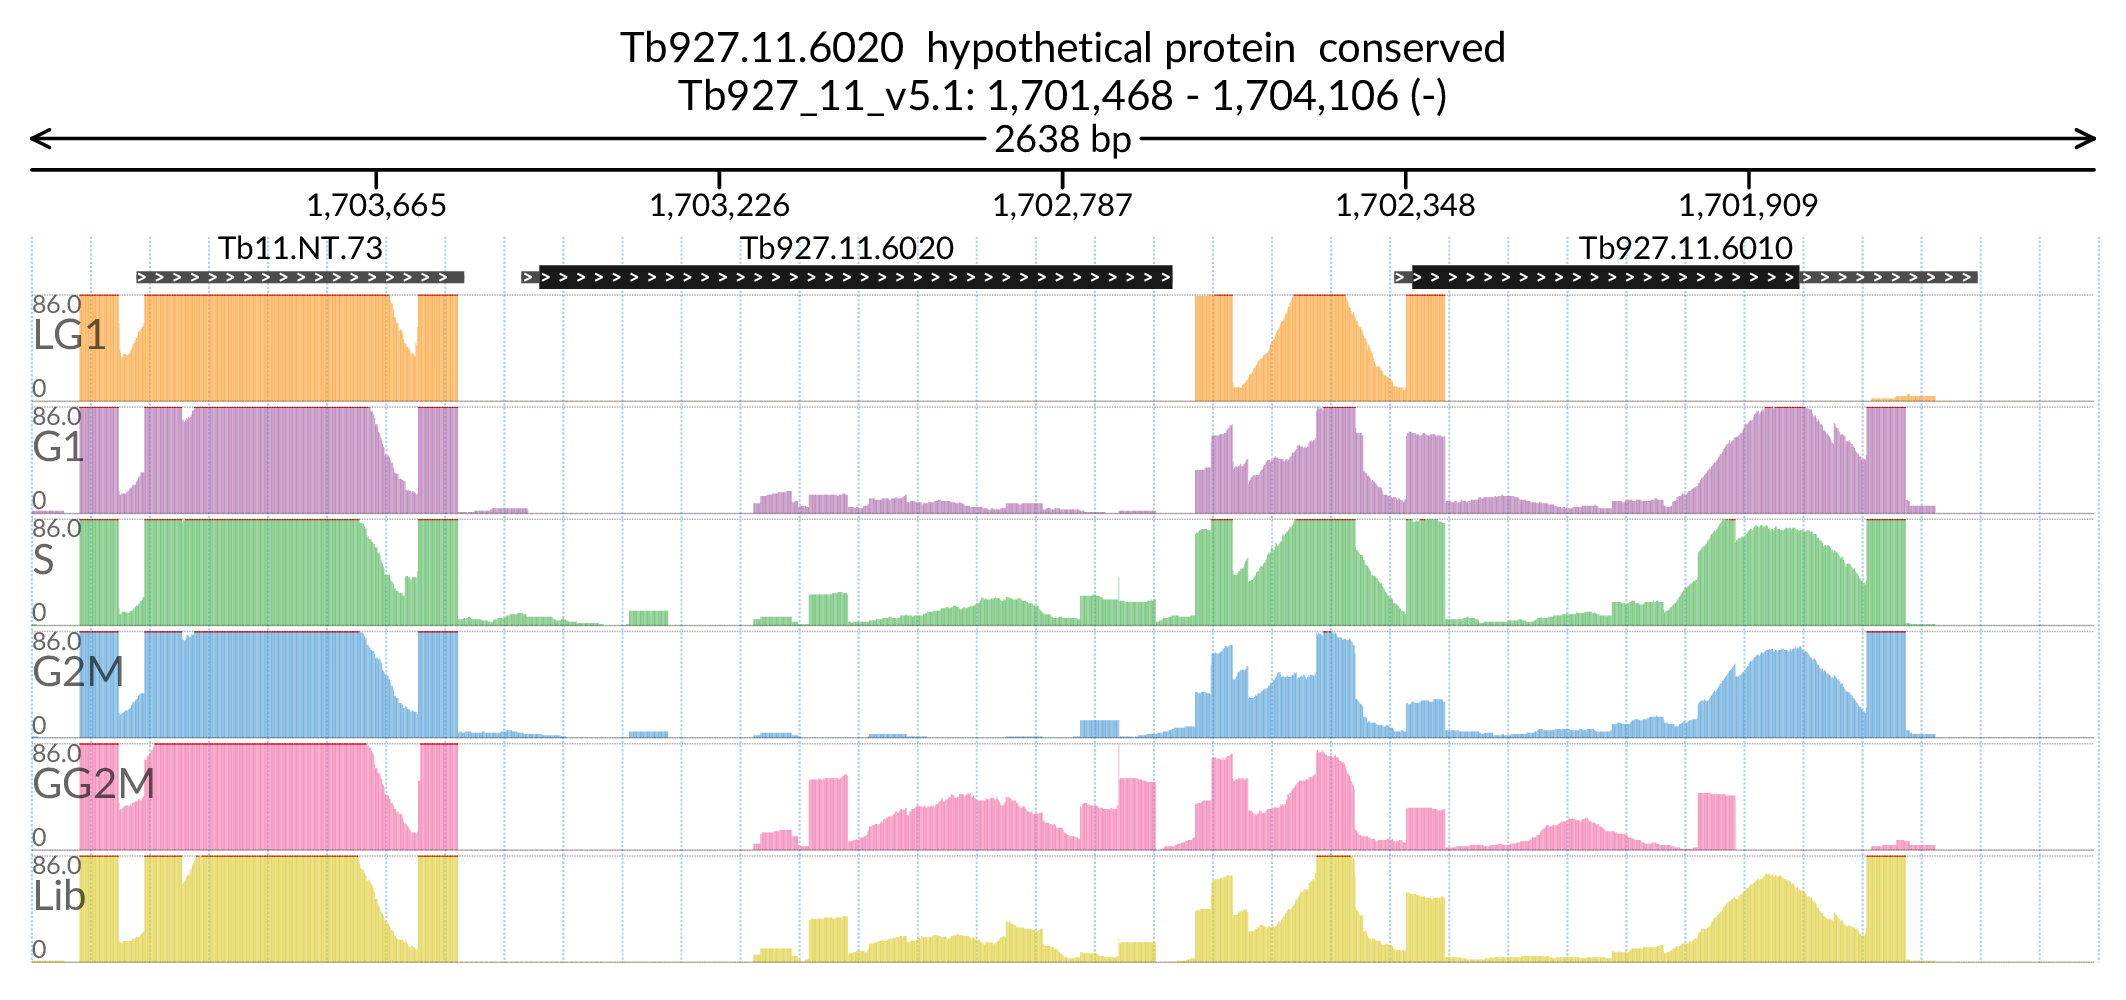 Tb927.11.6020 hypothetical protein conserved
Tb927_11_v5.1: 1,701,468 - 1,704,106 (-)
2638 bp
1,703,665 1,703,226 1,702,787 1,702,348 1,701,909
Tb11.NT.73 Tb927.11.6020 Tb927.11.6010
86.0
LG1
0
86.0
G1
0
86.0
S
0
86.0
G2M
0
86.0
GG2M
0
86.0
Lib
0